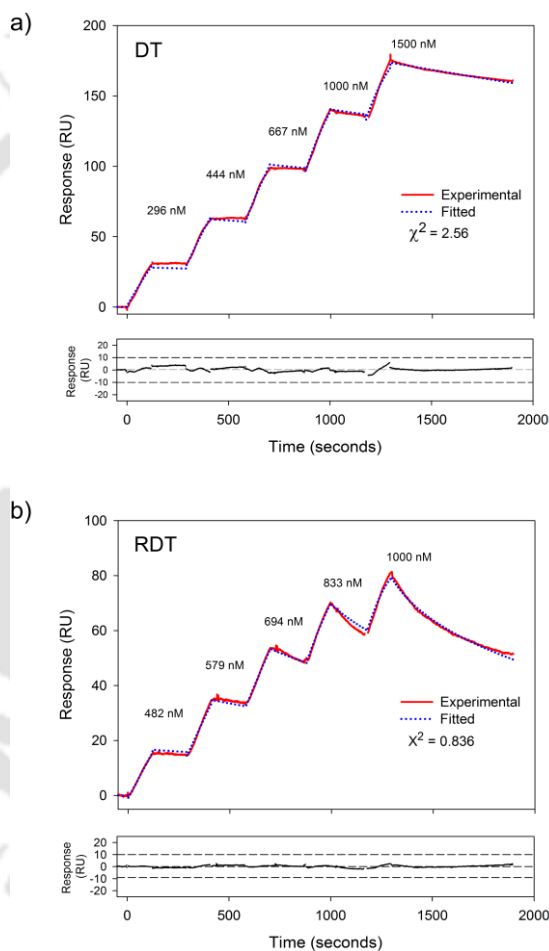 a)
DT
200
150
100
50
0
Response (RU)
296 nM
444 nM
667 nM
1000 nM
1500 nM
Experimental
Fitted
χ² = 2.56
20
10
0
-10
-20
Response
(RU)
0
500
1000
1500
2000
Time (seconds)
b)
RDT
100
80
60
40
20
0
Response (RU)
482 nM
579 nM
694 nM
833 nM
1000 nM
Experimental
Fitted
X² = 0.836
20
10
0
-10
-20
Response
(RU)
0
500
1000
1500
2000
Time (seconds)